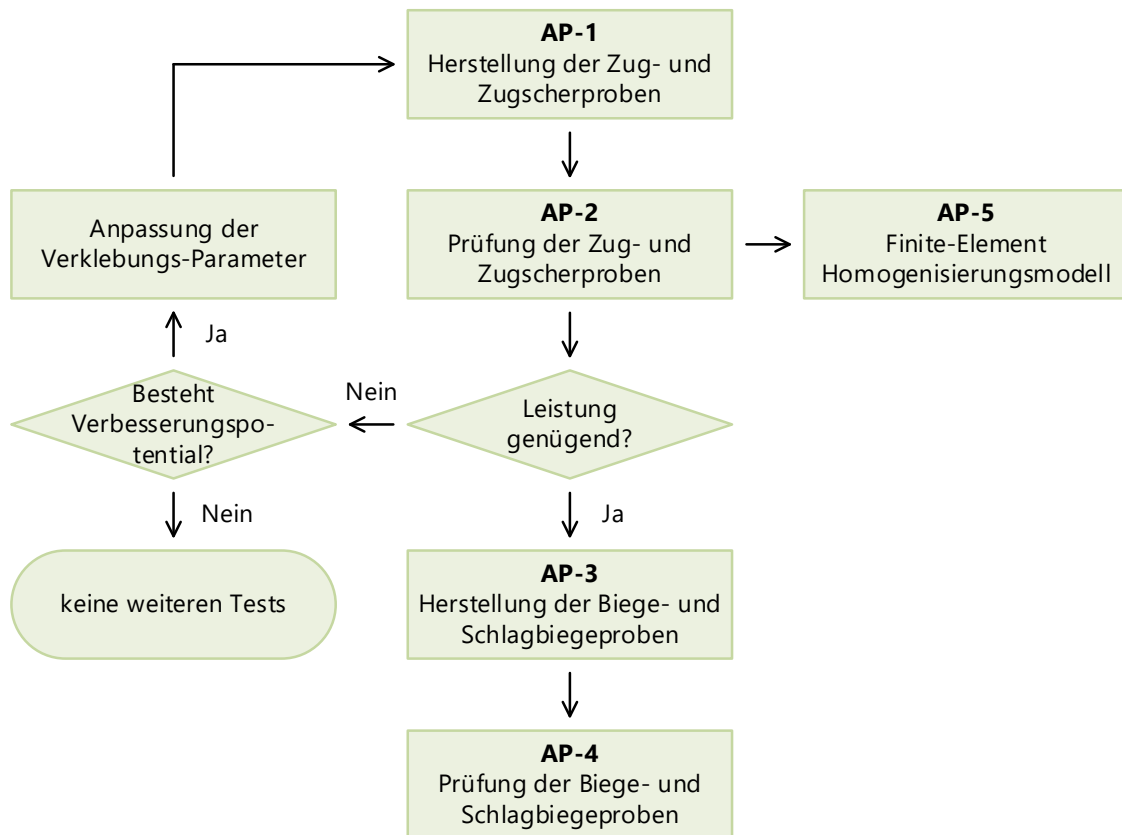 AP-1
Herstellung der Zug- und
Zugscherproben
Anpassung der
Verklebungs-Parameter
AP-2
Prüfung der Zug- und
Zugscherproben
AP-5
Finite-Element
Homogenisierungsmodell
Ja
Besteht
Verbesserungspo-
tential?
Nein
Leistung
genügend?
Nein
Ja
keine weiteren Tests
AP-3
Herstellung der Biege- und
Schlagbiegeproben
AP-4
Prüfung der Biege- und
Schlagbiegeproben